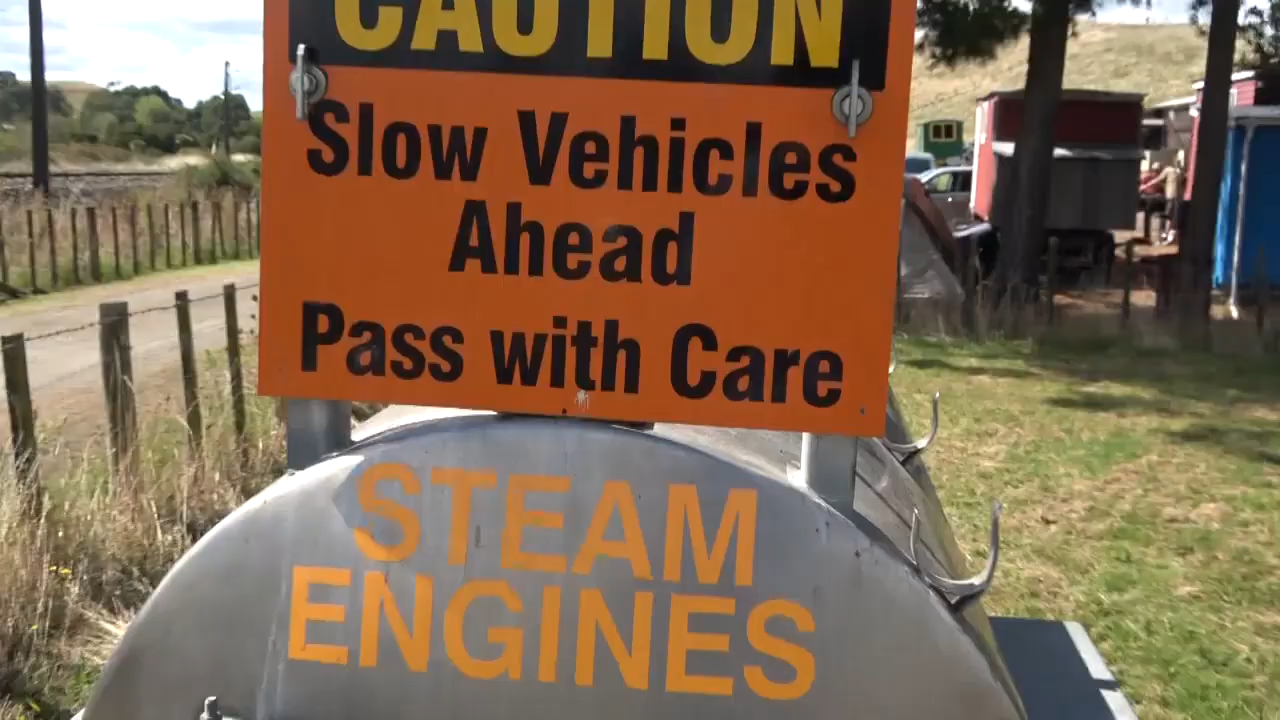 CAUTION
Slow Vehicles
Ahead
Pass with Care
STEAM
ENGINES